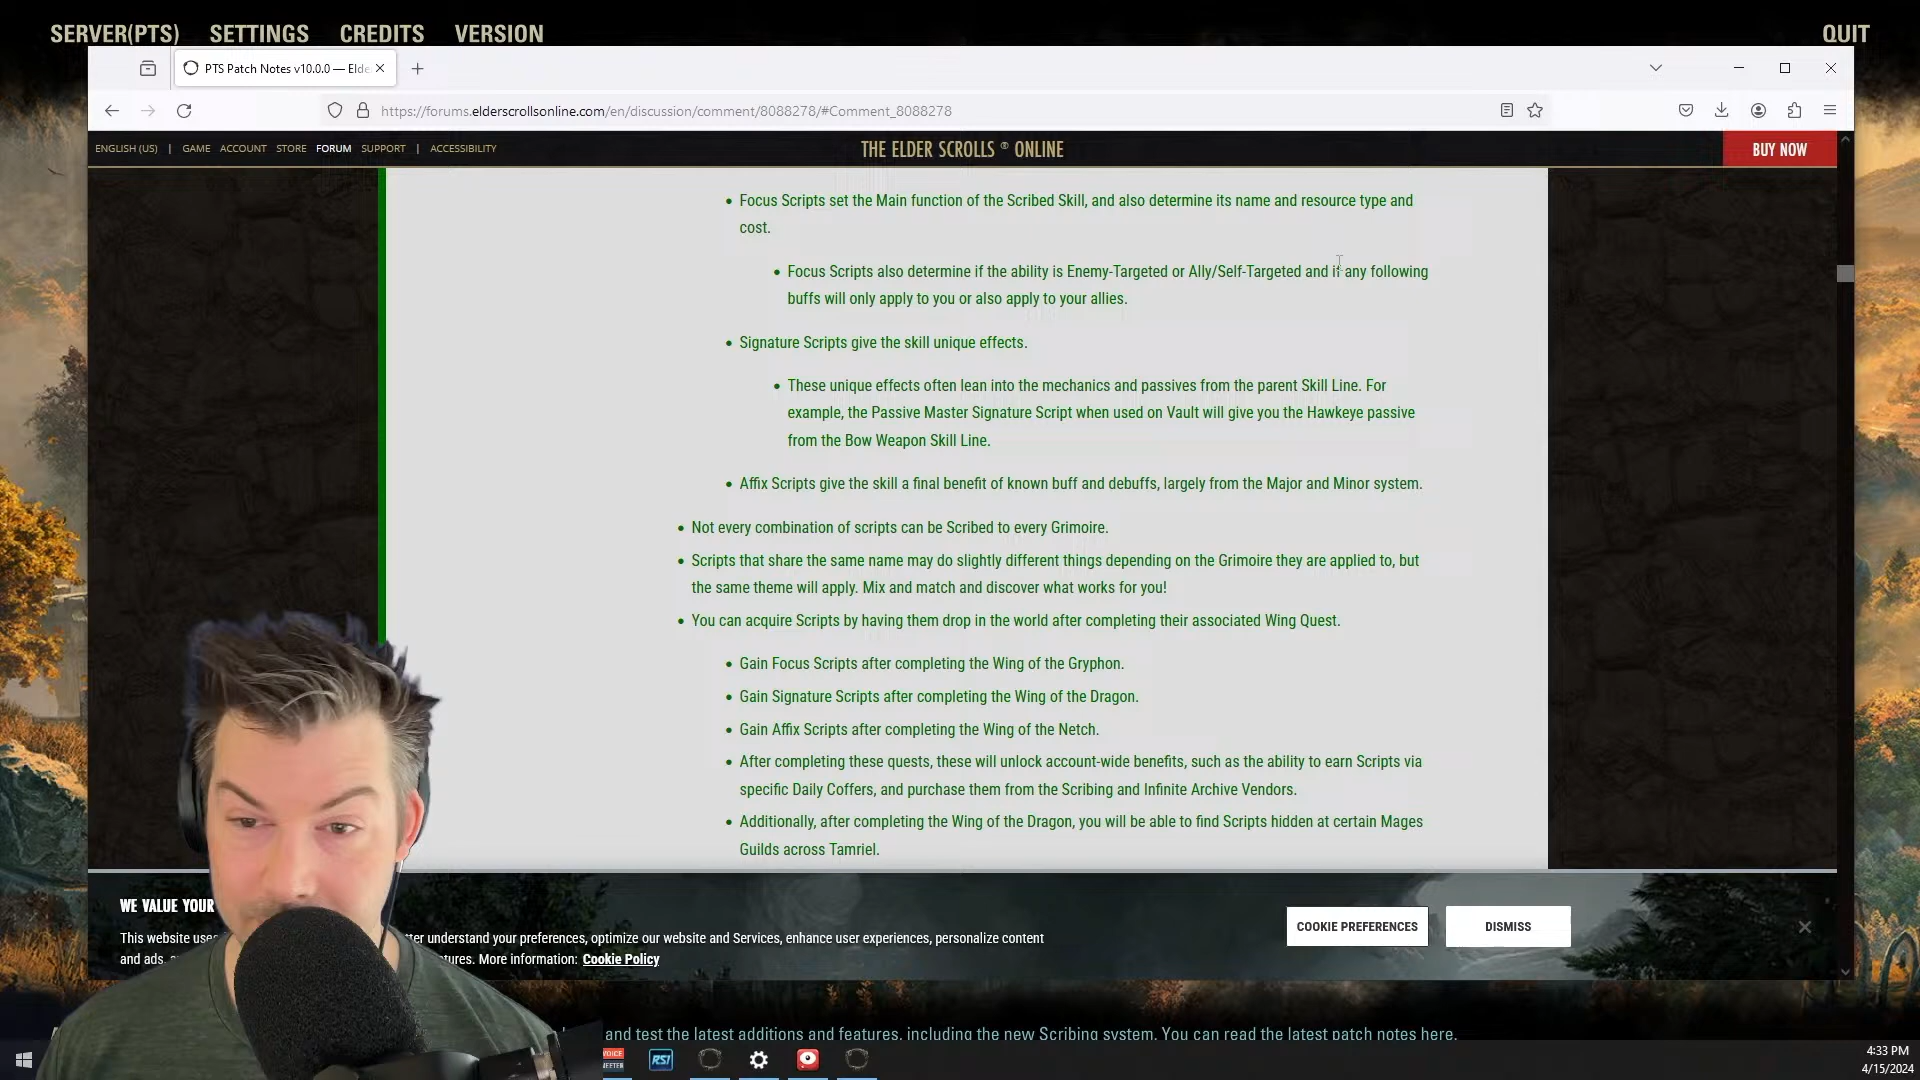 SERVER(PTS) SETTINGS CREDITS VERSION QUIT
PTS Patch Notes v10.0.0 — Elde
https://forums.elderscrollsonline.com/en/discussion/comment/8088278/#Comment_8088278
ENGLISH (US) | GAME ACCOUNT STORE FORUM SUPPORT | ACCESSIBILITY
THE ELDER SCROLLS ® ONLINE
BUY NOW
• Focus Scripts set the Main function of the Scribed Skill, and also determine its name and resource type and
cost.
• Focus Scripts also determine if the ability is Enemy-Targeted or Ally/Self-Targeted and if any following
buffs will only apply to you or also apply to your allies.
• Signature Scripts give the skill unique effects.
• These unique effects often lean into the mechanics and passives from the parent Skill Line. For
example, the Passive Master Signature Script when used on Vault will give you the Hawkeye passive
from the Bow Weapon Skill Line.
• Affix Scripts give the skill a final benefit of known buff and debuffs, largely from the Major and Minor system.
• Not every combination of scripts can be Scribed to every Grimoire.
• Scripts that share the same name may do slightly different things depending on the Grimoire they are applied to, but
the same theme will apply. Mix and match and discover what works for you!
• You can acquire Scripts by having them drop in the world after completing their associated Wing Quest.
• Gain Focus Scripts after completing the Wing of the Gryphon.
• Gain Signature Scripts after completing the Wing of the Dragon.
• Gain Affix Scripts after completing the Wing of the Netch.
• After completing these quests, these will unlock account-wide benefits, such as the ability to earn Scripts via
specific Daily Coffers, and purchase them from the Scribing and Infinite Archive Vendors.
• Additionally, after completing the Wing of the Dragon, you will be able to find Scripts hidden at certain Mages
Guilds across Tamriel.
WE VALUE YOUR
This website uses tter understand your preferences, optimize our website and Services, enhance user experiences, personalize content
and ads, tures. More information: Cookie Policy
COOKIE PREFERENCES
DISMISS
and test the latest additions and features, including the new Scribing system. You can read the latest patch notes here.
VOICE
MEETER
RSI
4:33 PM
4/15/2024